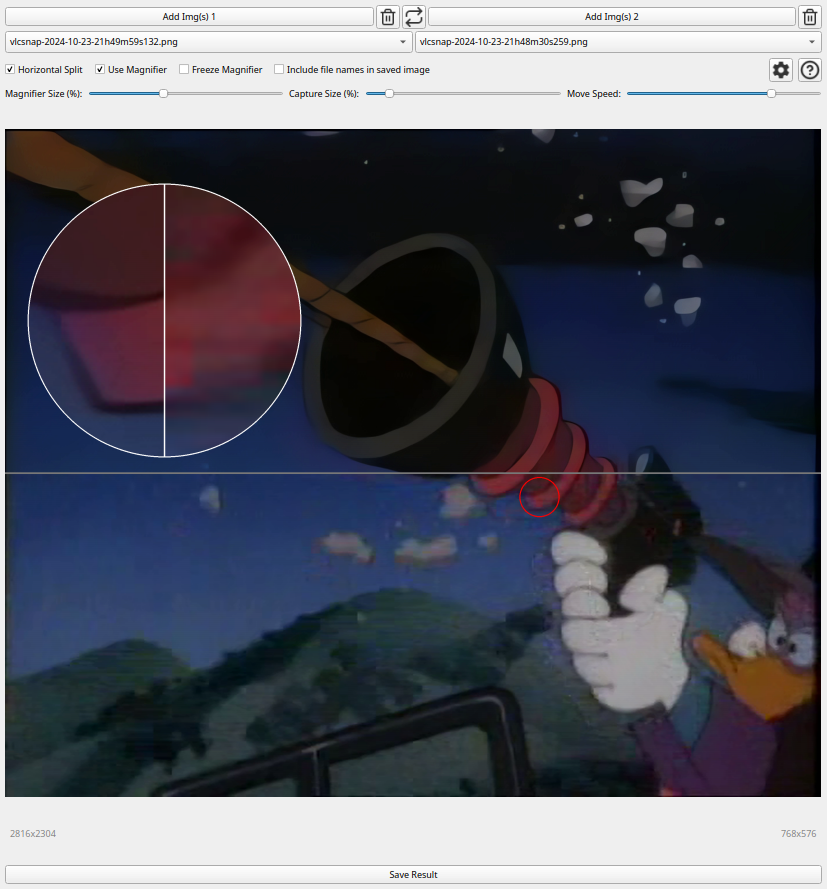 Add Img(s) 1
Add Img(s) 2
vlcsnap-2024-10-23-21h49m59s132.png
vlcsnap-2024-10-23-21h48m30s259.png
Horizontal Split
Use Magnifier
Freeze Magnifier
Include file names in saved image
Magnifier Size (%):
Capture Size (%):
Move Speed:
2816x2304
768x576
Save Result